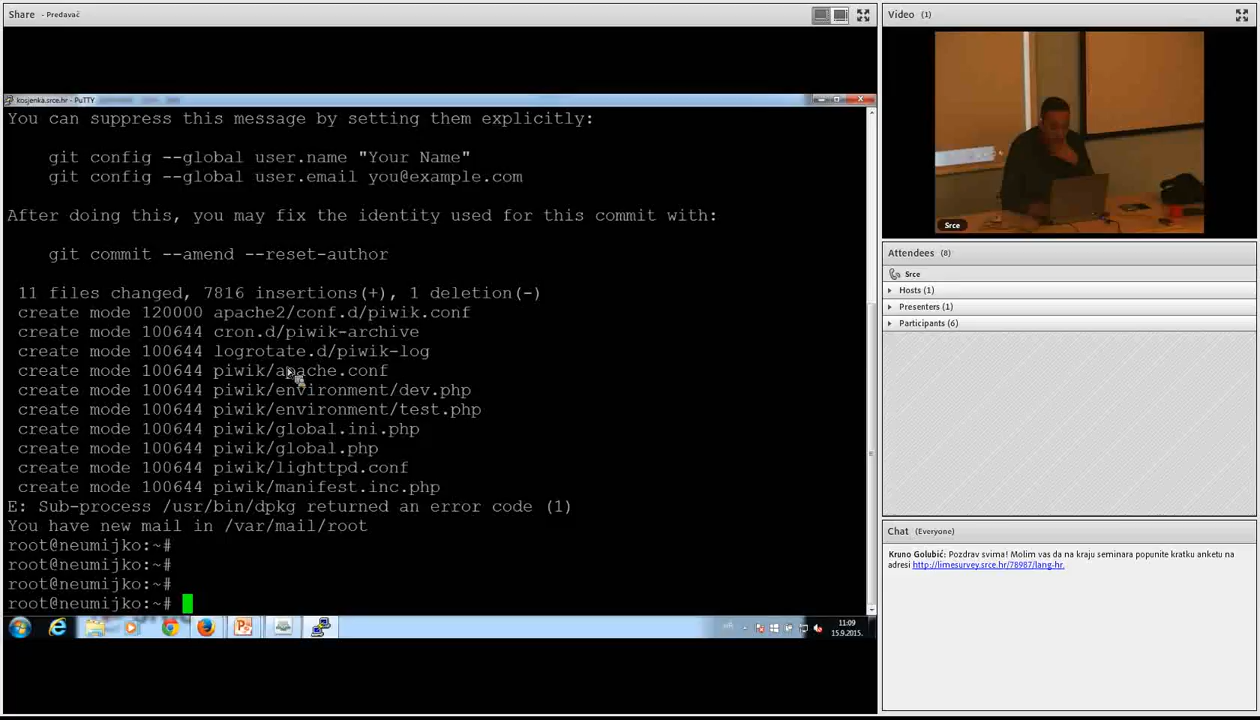 Share - Predavač
kosjenka.srce.hr - PuTTY
You can suppress this message by setting them explicitly:
git config --global user.name "Your Name"
git config --global user.email you@example.com
After doing this, you may fix the identity used for this commit with:
git commit --amend --reset-author
11 files changed, 7816 insertions(+), 1 deletion(-)
create mode 120000 apache2/conf.d/piwik.conf
create mode 100644 cron.d/piwik-archive
create mode 100644 logrotate.d/piwik-log
create mode 100644 piwik/apache.conf
create mode 100644 piwik/environment/dev.php
create mode 100644 piwik/environment/test.php
create mode 100644 piwik/global.ini.php
create mode 100644 piwik/global.php
create mode 100644 piwik/lighttpd.conf
create mode 100644 piwik/manifest.inc.php
E: Sub-process /usr/bin/dpkg returned an error code (1)
You have new mail in /var/mail/root
root@neumijko:~#
root@neumijko:~#
root@neumijko:~#
root@neumijko:~#
11:09
15.9.2015.
Video (1)
Srce
Attendees (8)
Srce
Hosts (1)
Presenters (1)
Participants (6)
Chat (Everyone)
Kruno Golubić: Pozdrav svima! Molim vas da na kraju seminara popunite kratku anketu na
adresi http://limesurvey.srce.hr/78987/lang-hr.